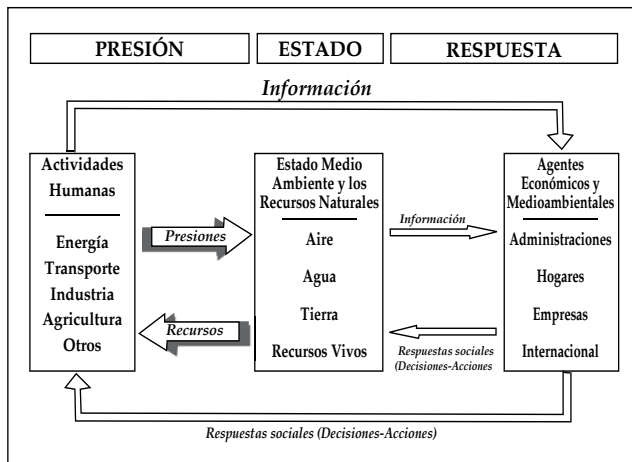 PRESIÓN
ESTADO
RESPUESTA
Información
Actividades
Humanas
Energía
Transporte
Industria
Agricultura
Otros
Presiones
Recursos
Estado Medio
Ambiente y los
Recursos Naturales
Aire
Agua
Tierra
Recursos Vivos
Información
Respuestas sociales
(Decisiones-Acciones
Agentes
Económicos y
Medioambientales
Administraciones
Hogares
Empresas
Internacional
Respuestas sociales (Decisiones-Acciones)